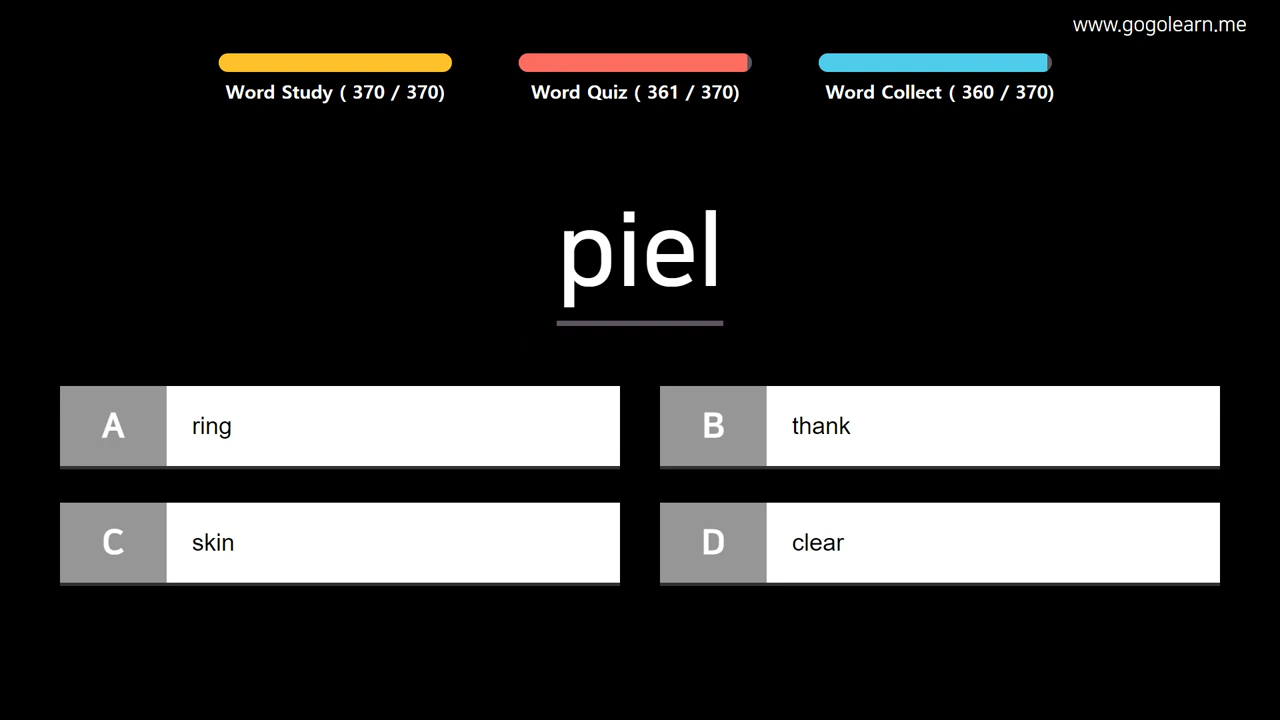 www.gogolearn.me
Word Study ( 370 / 370)
Word Quiz ( 361 / 370)
Word Collect ( 360 / 370)
piel
A ring
B thank
C skin
D clear